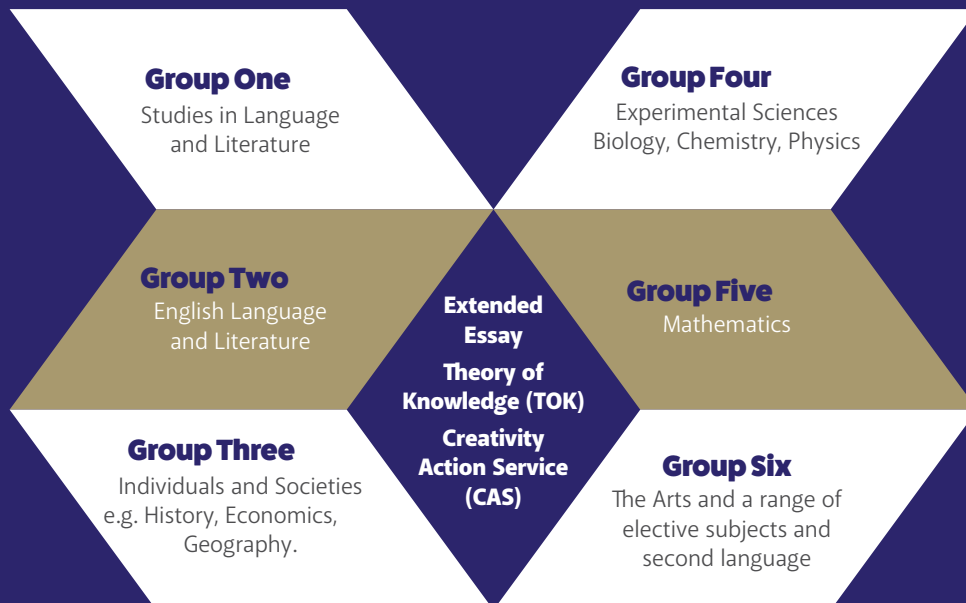 Group One
Studies in Language
and Literature
Group Two
English Language
and Literature
Group Three
Individuals and Societies
e.g. History, Economics,
Geography.
Extended
Essay
Theory of
Knowledge (TOK)
Creativity
Action Service
(CAS)
Group Four
Experimental Sciences
Biology, Chemistry, Physics
Group Five
Mathematics
Group Six
The Arts and a range of
elective subjects and
second language